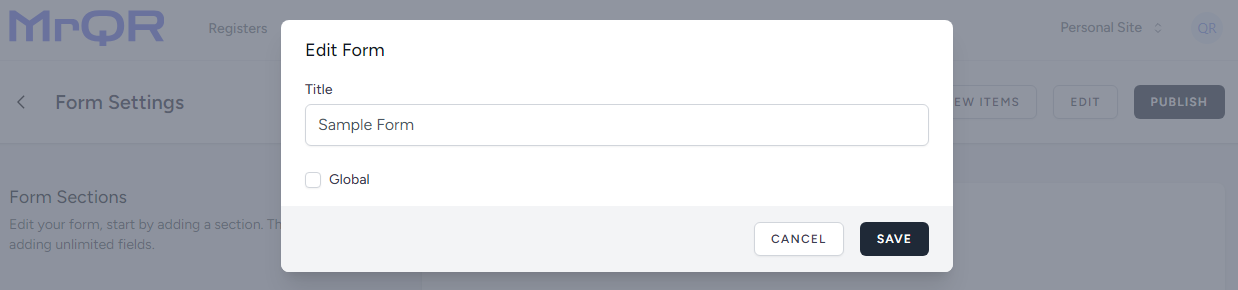 MrQR
Registers
Personal Site
QR
Form Settings
EW ITEMS
EDIT
PUBLISH
Edit Form
Title
Sample Form
Global
CANCEL
SAVE
Form Sections
Edit your form, start by adding a section. Th
adding unlimited fields.